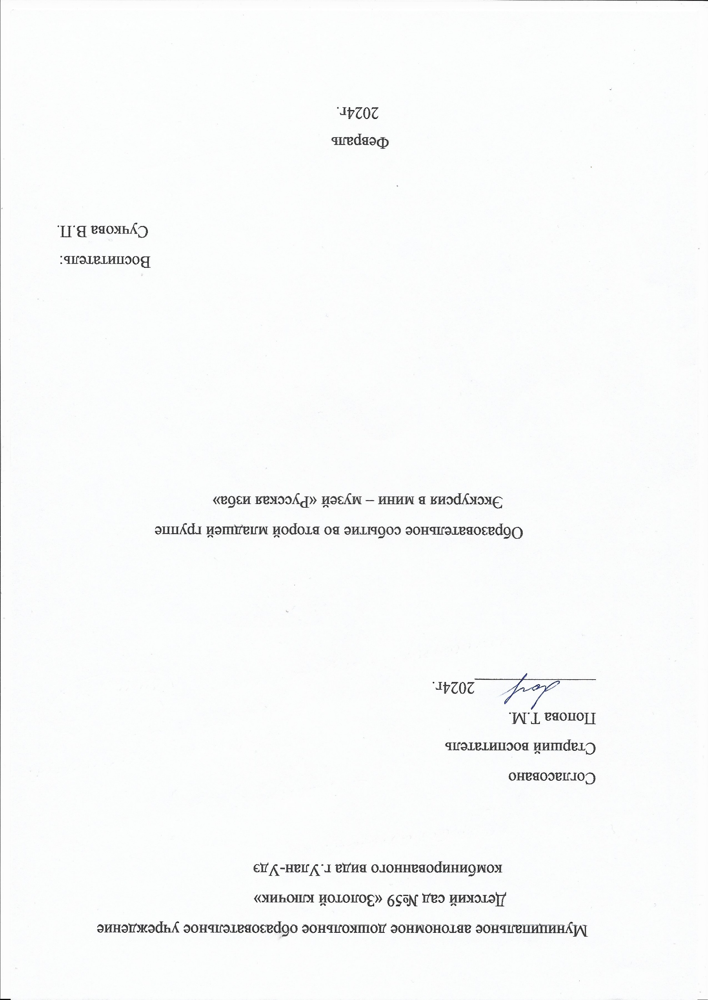 Муниципальное автономное дошкольное образовательное учреждение
Детский сад №59 «Золотой ключик»
комбинированного вида г.Улан-Удэ
Согласовано
Старший воспитатель
Попова Т.М.
______________2024г.
Образовательное событие во второй младшей группе
Экскурсия в мини – музей «Русская изба»
Воспитатель:
Сучкова В.П.
Февраль
2024г.